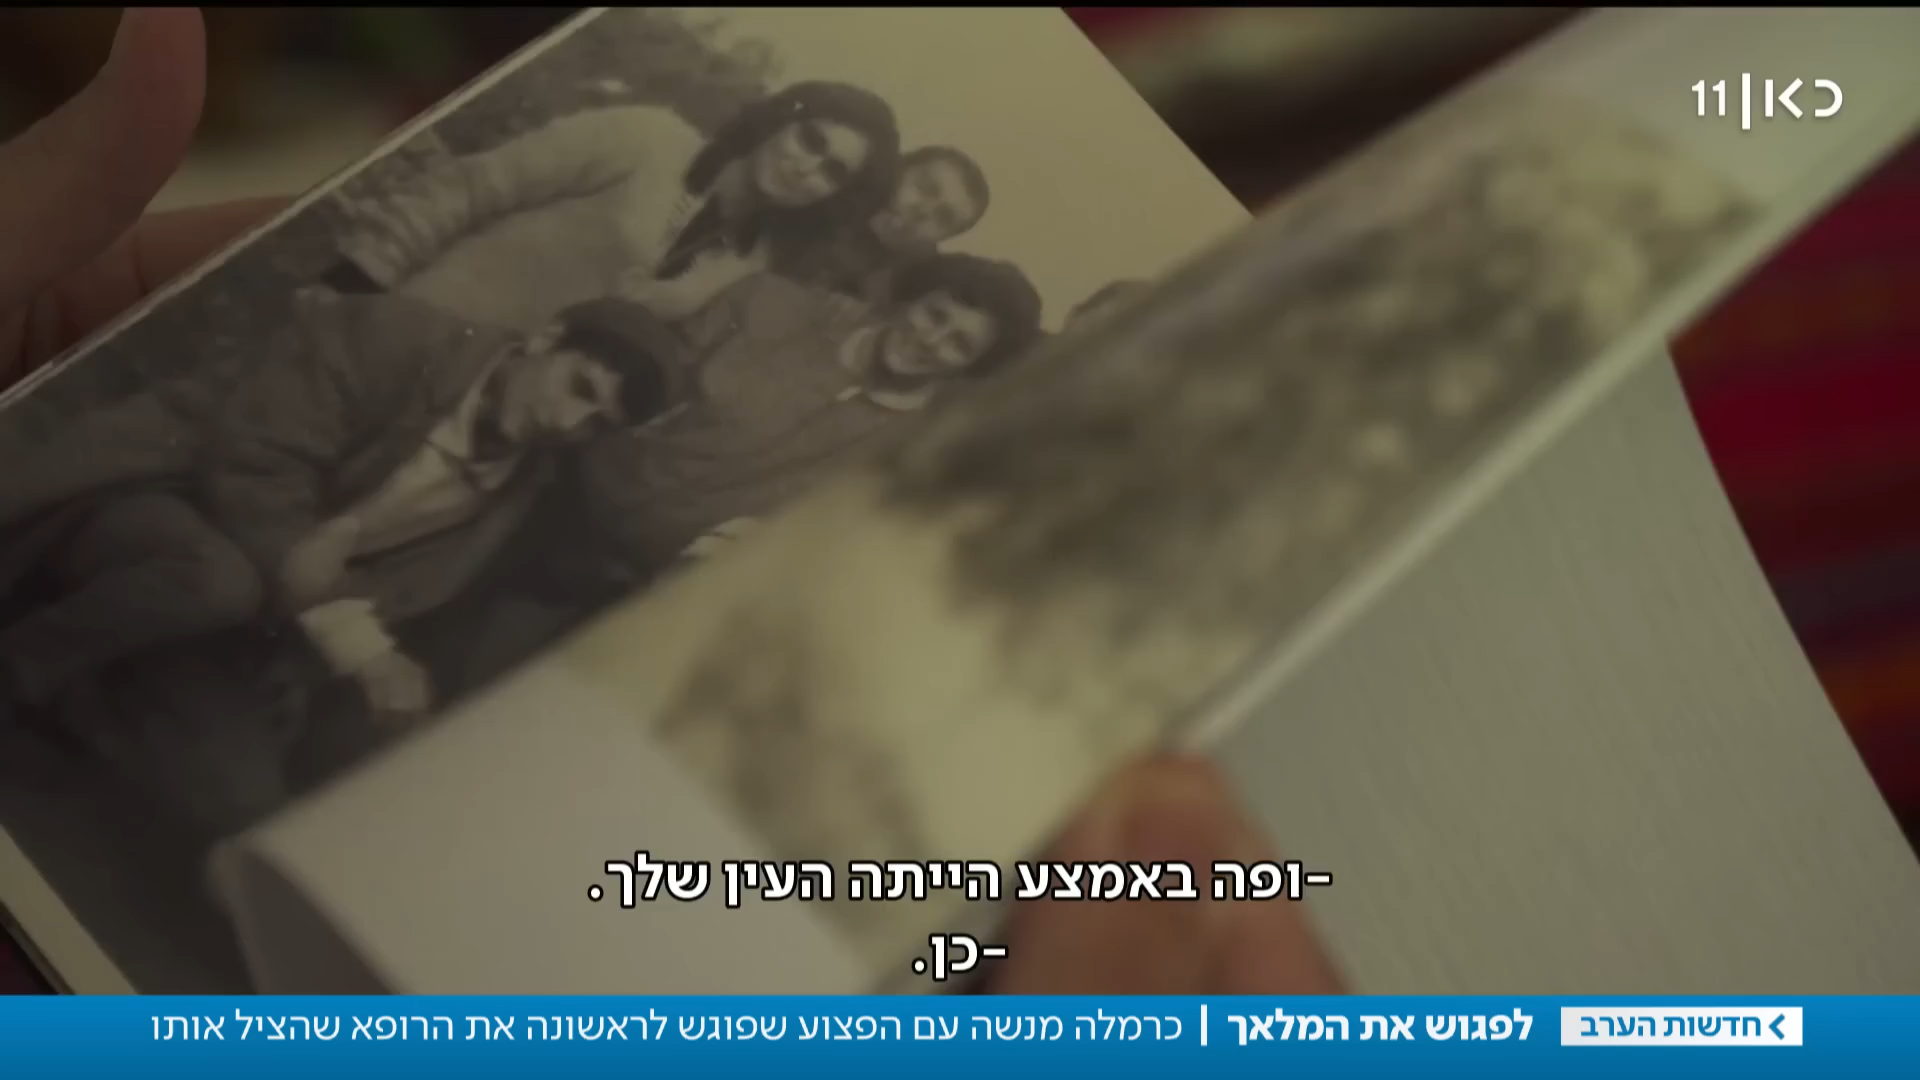 כאן|11
-ופה באמצע הייתה העין שלך.
-כן.
חדשות הערב
לפגוש את המלאך | כרמלה מנשה עם הפצוע שפוגש לראשונה את הרופא שהציל אותו